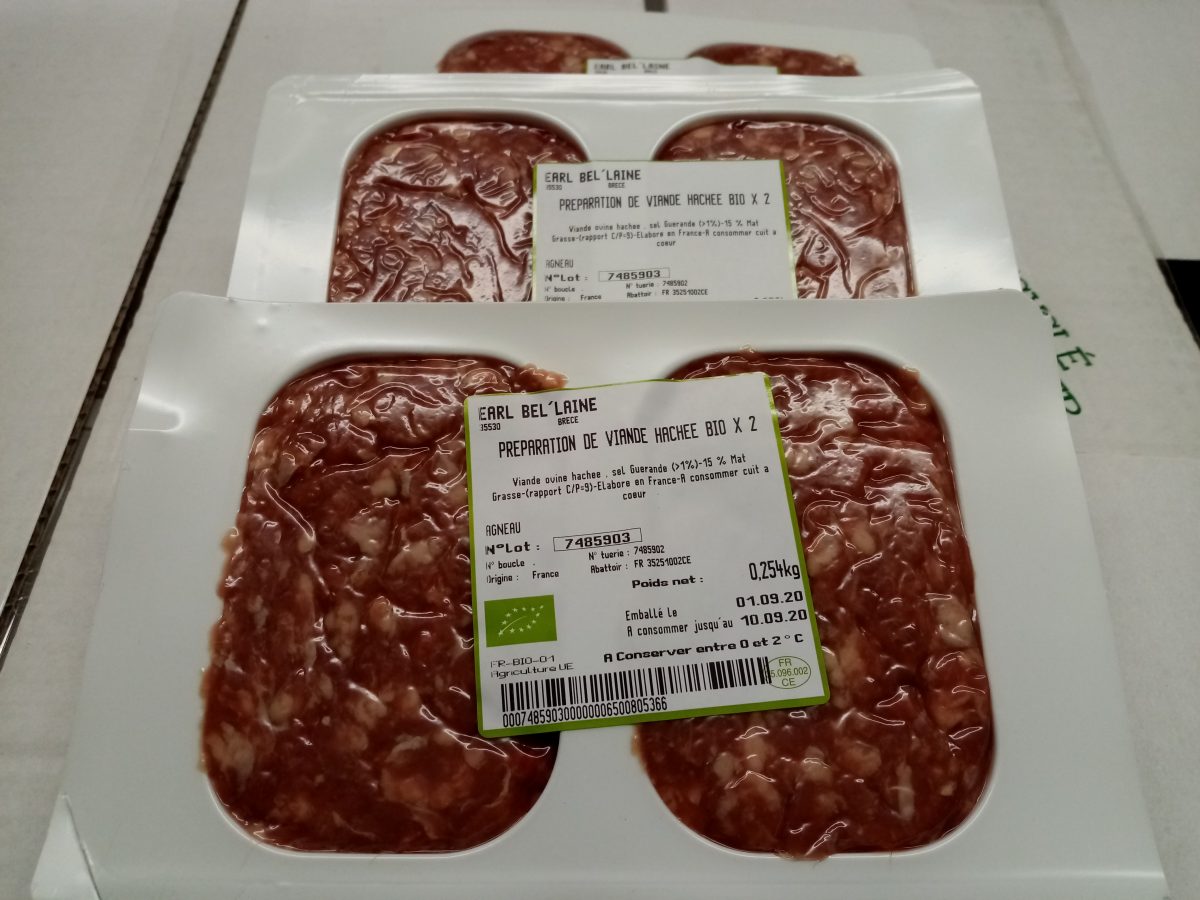 EARL BEL´LAINE
EARL BEL´LAINE
35530 BRECE
PREPARATION DE VIANDE HACHEE BIO X 2
Viande ovine hachee , sel Guerande (>1%)-15 % Mat
Grasse-(rapport C/P=9)-Elabore en France-A consommer cuit a
coeur
AGNEAU
N°Lot : 7485903
N° boucle . N° tuerie : 7485902
Origine : France Abattoir : FR 35251002CE
EARL BEL´LAINE
35530 BRECE
PREPARATION DE VIANDE HACHEE BIO X 2
Viande ovine hachee , sel Guerande (>1%)-15 % Mat
Grasse-(rapport C/P=9)-Elabore en France-A consommer cuit a
coeur
AGNEAU
N°Lot : 7485903
N° boucle . N° tuerie : 7485902
Origine : France Abattoir : FR 35251002CE
Poids net : 0,254kg
Emballé le 01.09.20
A consommer jusqu´au 10.09.20
A Conserver entre 0 et 2°C
FR-BIO-01
Agriculture UE
FR
5.096.002
CE
00074859030000006500805366